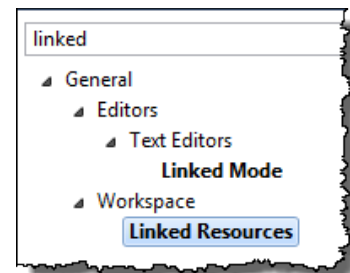 linked
General
Editors
Text Editors
Linked Mode
Workspace
Linked Resources